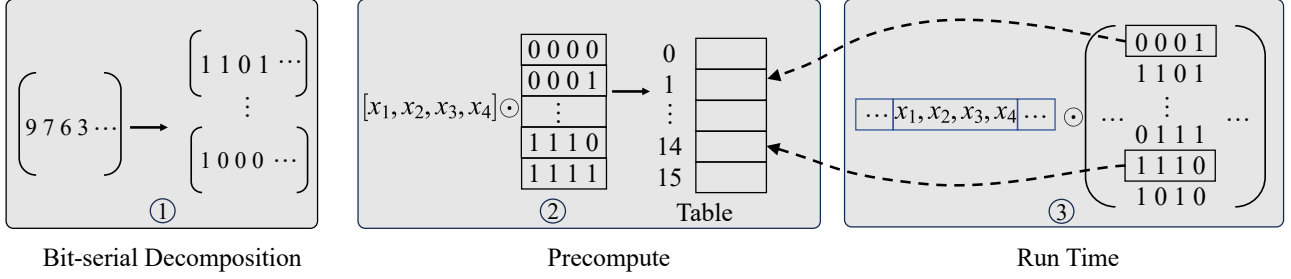 9 7 6 3 ⋯
1 1 0 1 ⋯
⋮
1 0 0 0 ⋯
①
Bit-serial Decomposition
[x₁, x₂, x₃, x₄] ⊙
0 0 0 0
0 0 0 1
⋮
1 1 1 0
1 1 1 1
0
1
⋮
14
15
Table
②
Precompute
⋯ x₁, x₂, x₃, x₄ ⋯ ⊙
0 0 0 1
1 1 0 1
⋮
⋯ ⋯
0 1 1 1
1 1 1 0
1 0 1 0
③
Run Time